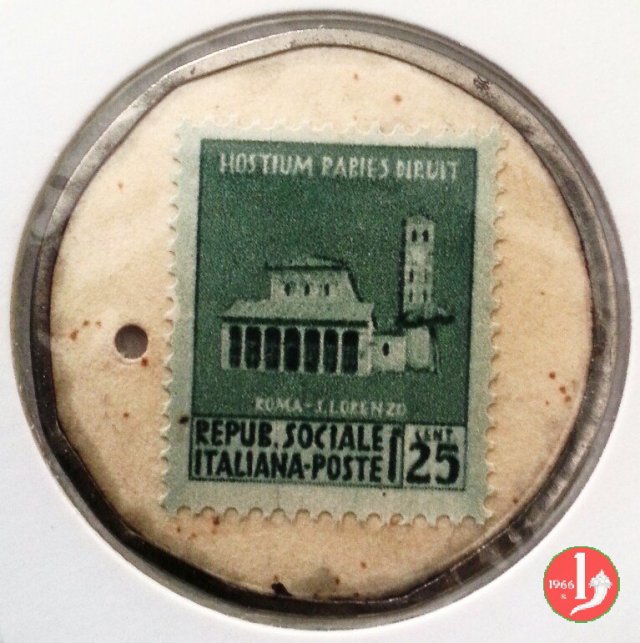 HOSTIUM RABIES DIRUIT
ROMA - S. LORENZO
REPUB. SOCIALE
ITALIANA-POSTE
CENT.
25
1966